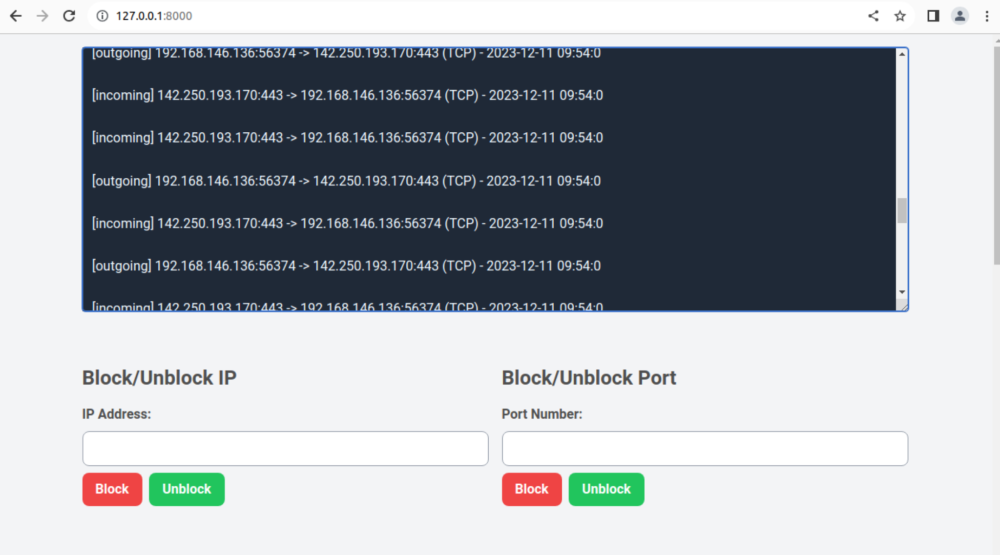 127.0.0.1:8000
[outgoing] 192.168.146.136:56374 -> 142.250.193.170:443 (TCP) - 2023-12-11 09:54:0
[incoming] 142.250.193.170:443 -> 192.168.146.136:56374 (TCP) - 2023-12-11 09:54:0
[incoming] 142.250.193.170:443 -> 192.168.146.136:56374 (TCP) - 2023-12-11 09:54:0
[outgoing] 192.168.146.136:56374 -> 142.250.193.170:443 (TCP) - 2023-12-11 09:54:0
[incoming] 142.250.193.170:443 -> 192.168.146.136:56374 (TCP) - 2023-12-11 09:54:0
[outgoing] 192.168.146.136:56374 -> 142.250.193.170:443 (TCP) - 2023-12-11 09:54:0
[incoming] 142.250.193.170:443 -> 192.168.146.136:56374 (TCP) - 2023-12-11 09:54:0
Block/Unblock IP
IP Address:
Block Unblock
Block/Unblock Port
Port Number:
Block Unblock